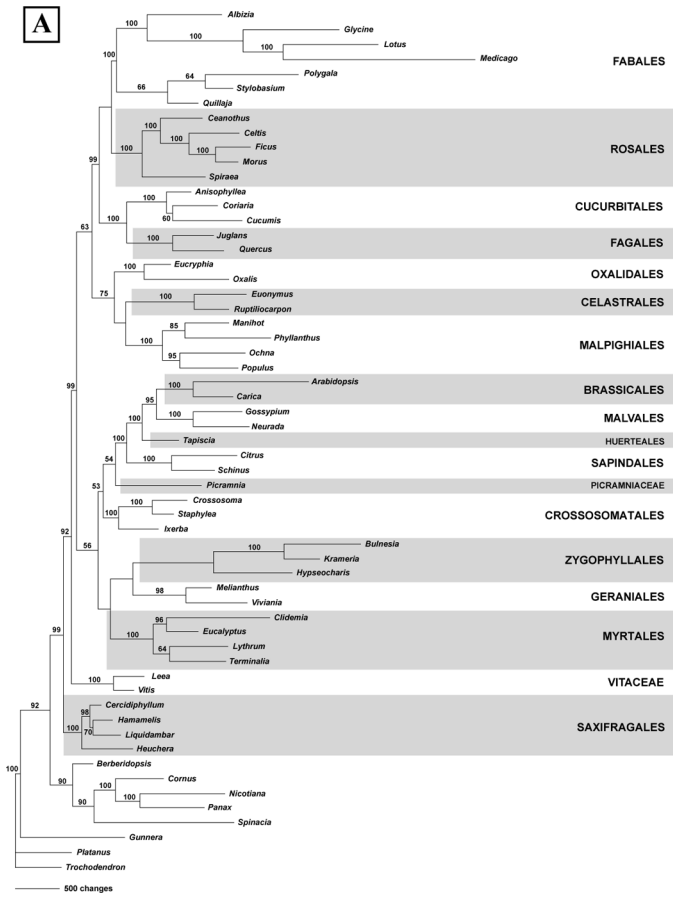 A
Albizia
100
Glycine
100
Lotus
100
100
Medicago
FABALES
64
Polygala
66
Stylobasium
Quillaja
Ceanothus
100
Celtis
100
100
Ficus
ROSALES
100
100
Morus
99
Spiraea
Anisophyllea
100
Coriaria
CUCURBITALES
100
60
Cucumis
63
Juglans
100
Quercus
FAGALES
Eucryphia
100
Oxalis
OXALIDALES
75
Euonymus
100
CELASTRALES
Ruptiliocarpon
85
Manihot
100
Phyllanthus
MALPIGHIALES
Ochna
95
Populus
99
100
Arabidopsis
BRASSICALES
95
Carica
Gossypium
100
100
MALVALES
Neurada
100
Tapiscia
HUERTEALES
54
Citrus
100
SAPINDALES
Schinus
53
Picramnia
PICRAMNIACEAE
Crossosoma
100
100
Staphylea
CROSSOSOMATALES
Ixerba
92
56
Bulnesia
100
Krameria
ZYGOPHYLLALES
Hypseocharis
Melianthus
98
GERANIALES
Viviania
96
Clidemia
100
Eucalyptus
MYRTALES
99
64
Lythrum
Terminalia
Leea
100
VITACEAE
Vitis
92
Cercidiphyllum
98
Hamamelis
100
70
Liquidambar
SAXIFRAGALES
Heuchera
Berberidopsis
90
Cornus
100
100
Nicotiana
100
90
Panax
Spinacia
Gunnera
Platanus
Trochodendron
500 changes